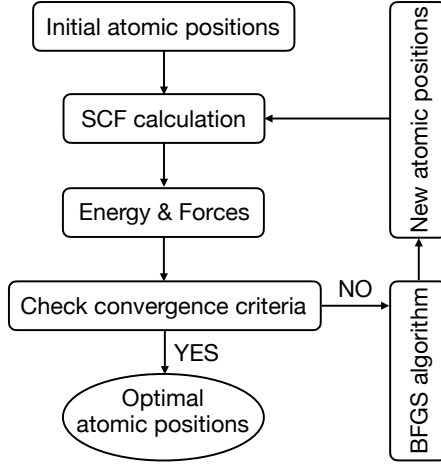 Initial atomic positions
SCF calculation
Energy & Forces
Check convergence criteria
NO
YES
Optimal
atomic positions
BFGS algorithm
New atomic positions